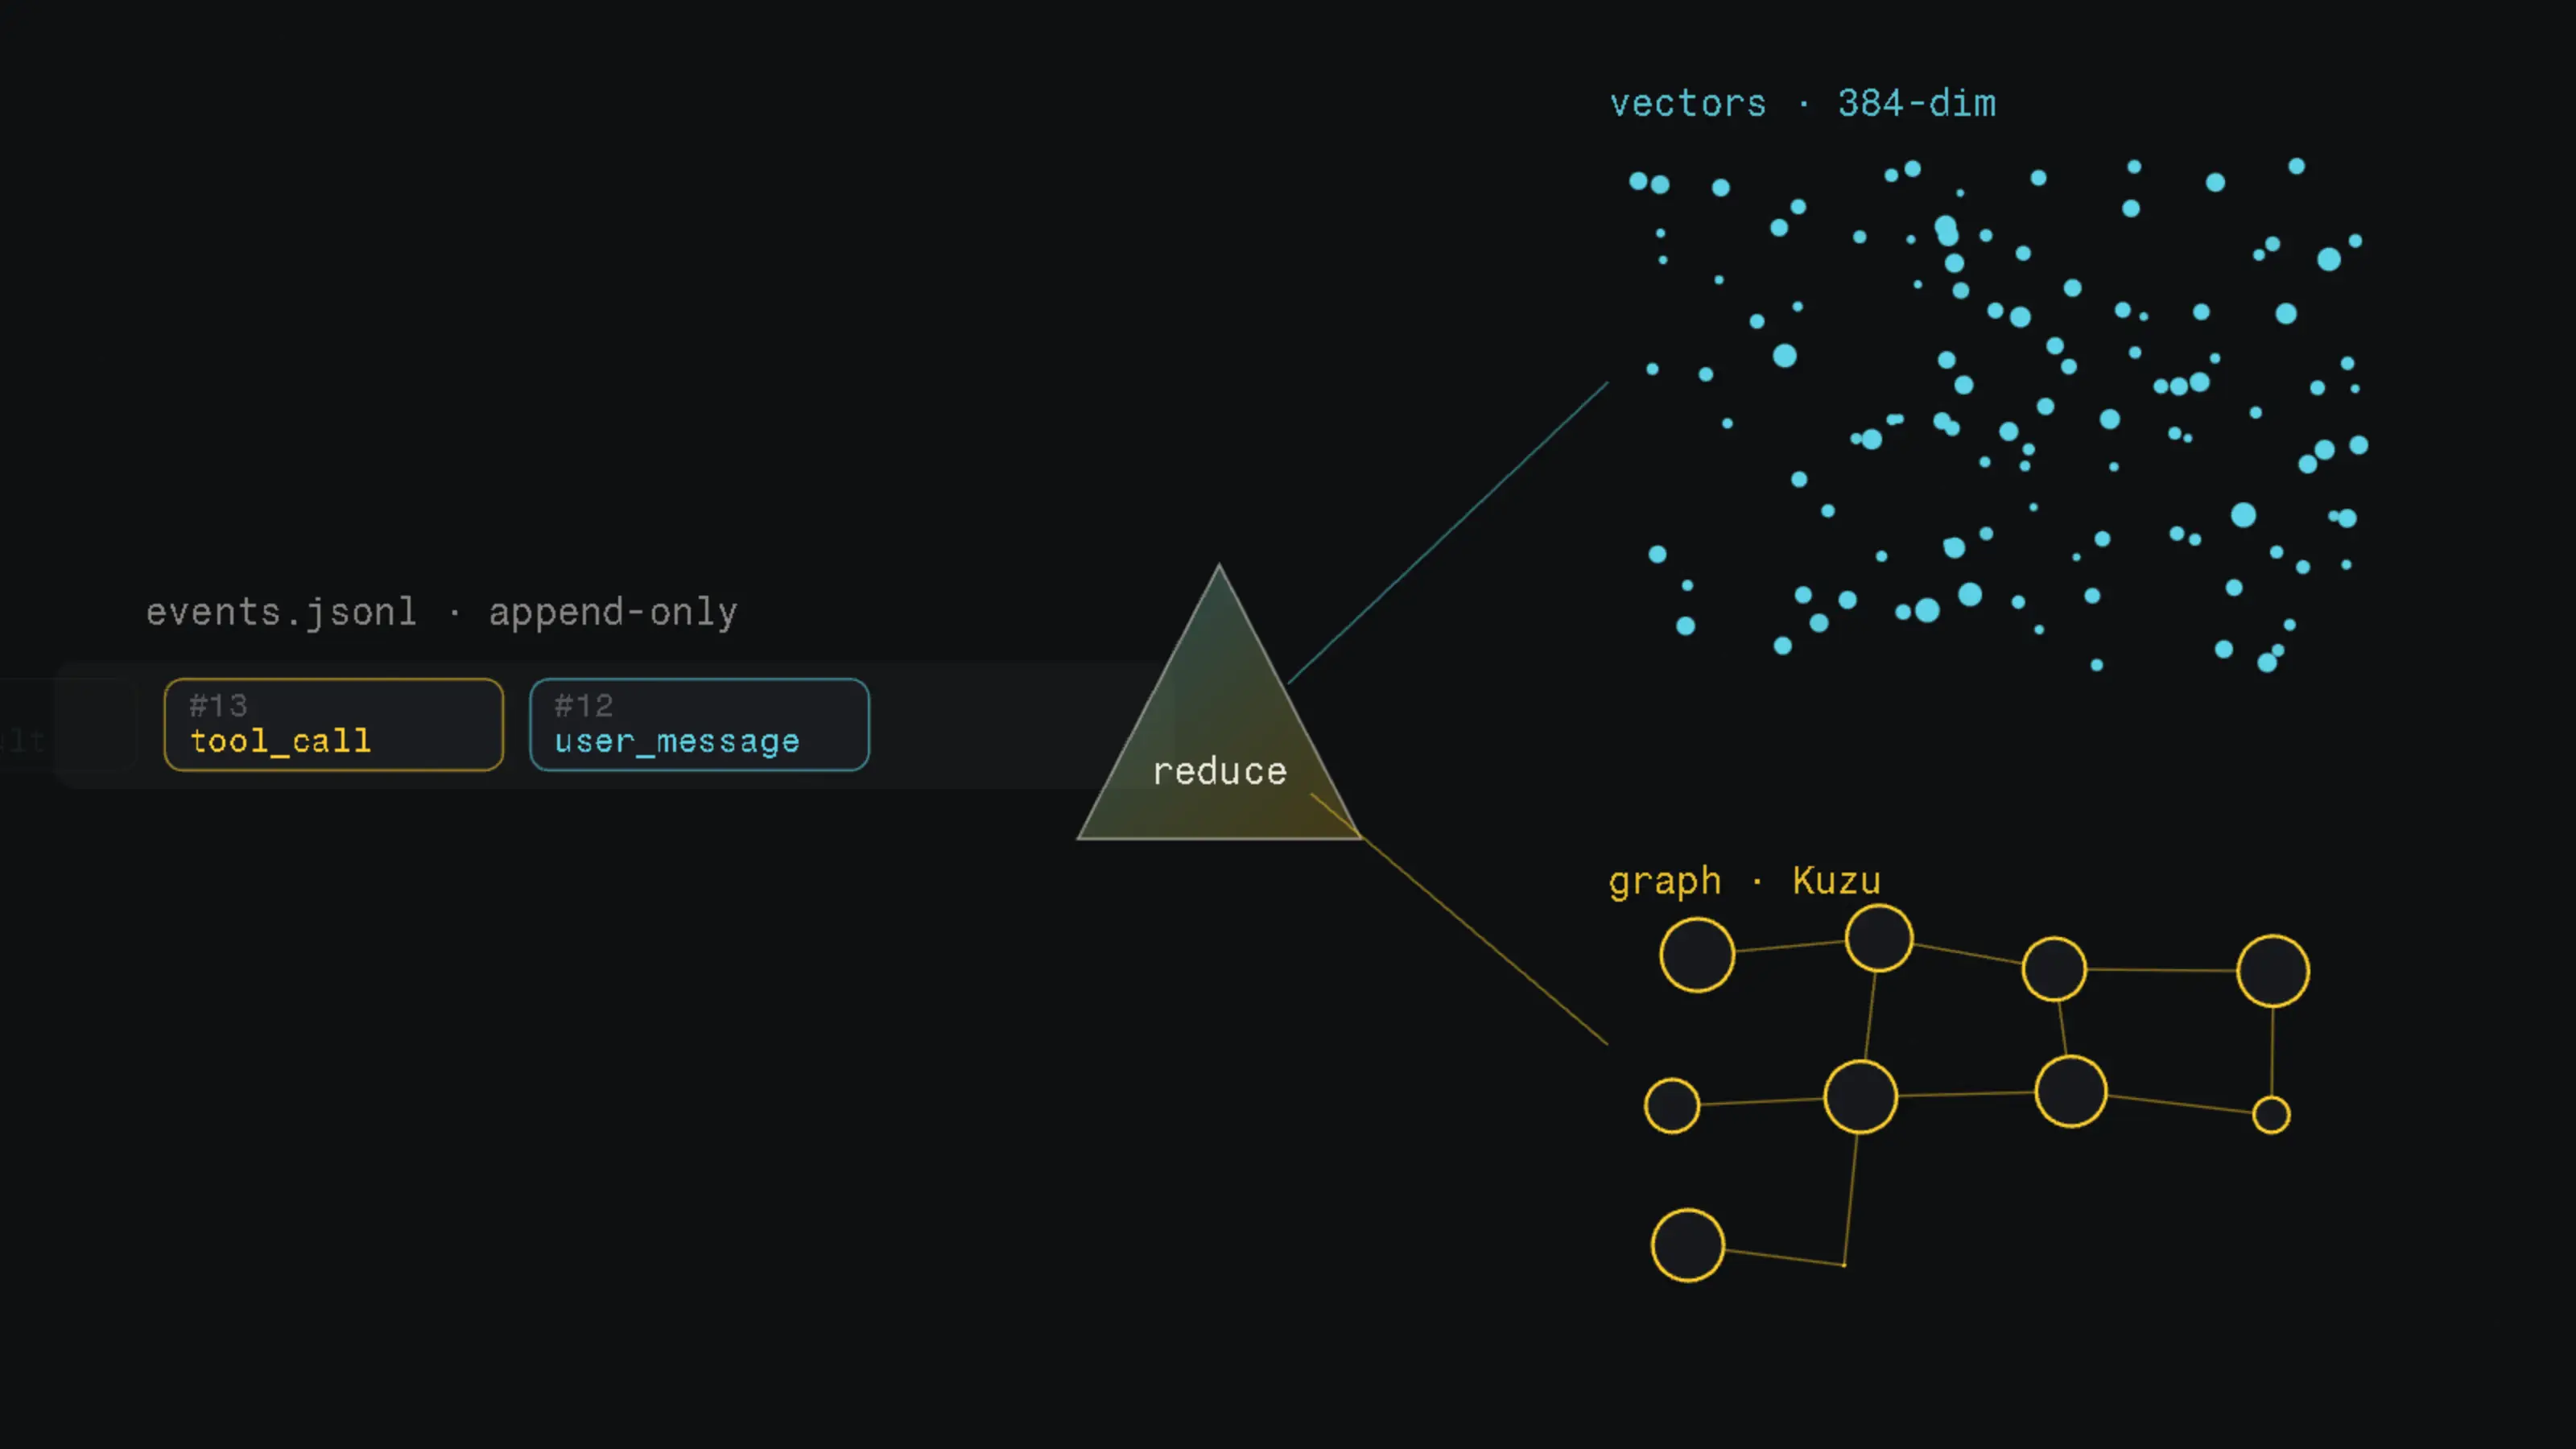 vectors · 384-dim
events.jsonl · append-only
#13
tool_call
#12
user_message
reduce
graph · Kuzu